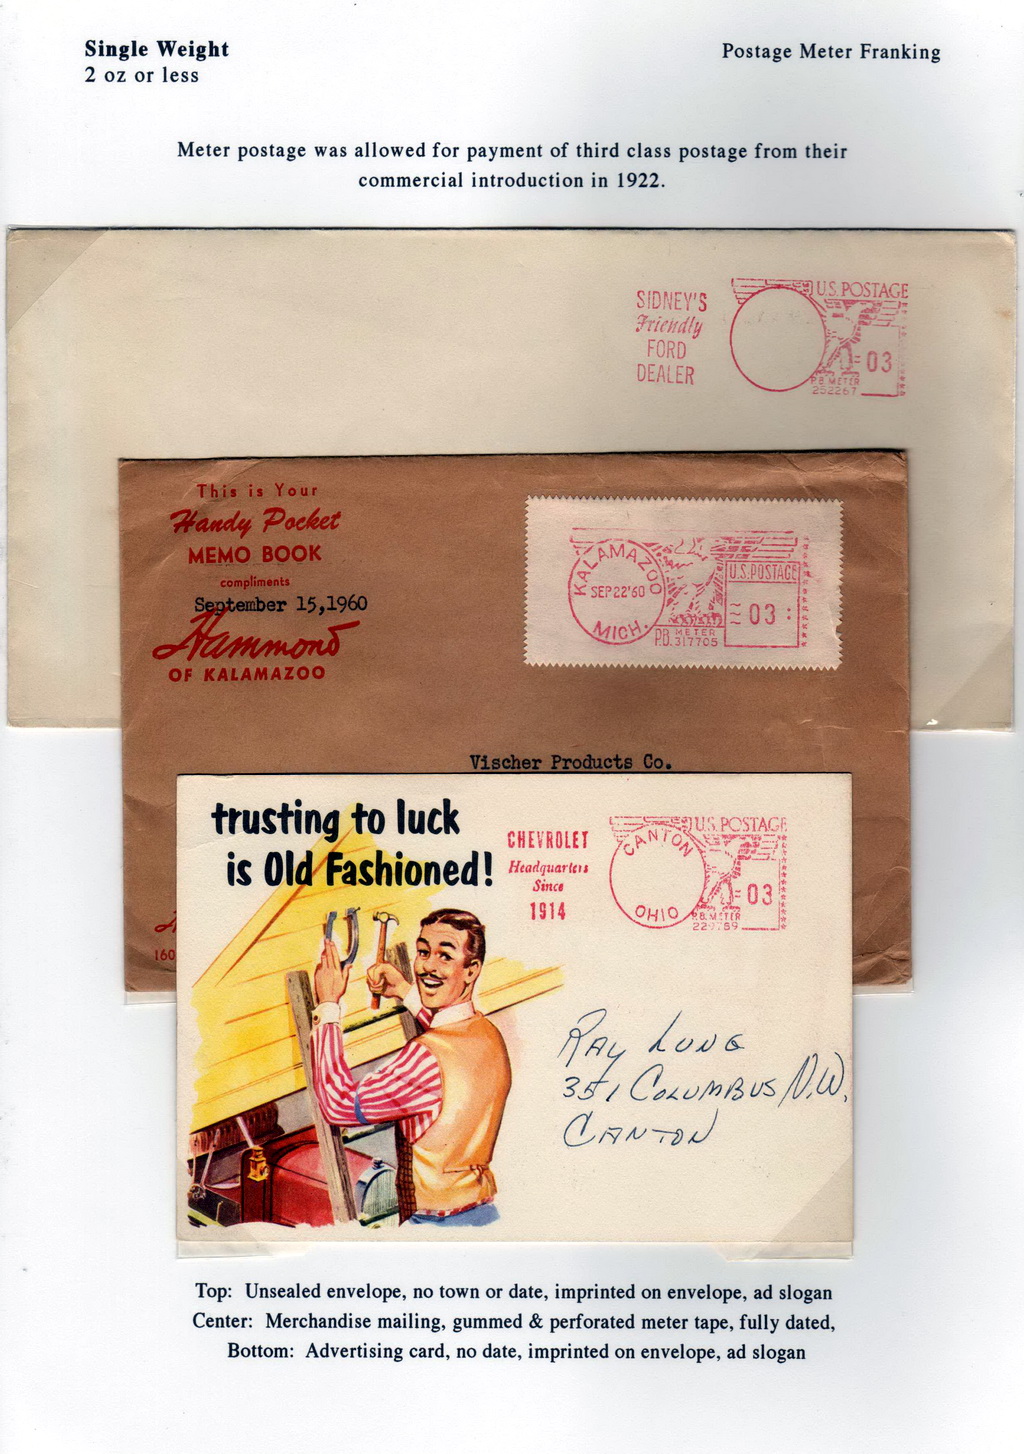 Single Weight
2 oz or less
Postage Meter Franking
Meter postage was allowed for payment of third class postage from their
commercial introduction in 1922.
SIDNEY'S
Friendly
FORD
DEALER
U.S. POSTAGE
03
P.B. METER
252267
This is Your
Handy Pocket
MEMO BOOK
compliments
September 15,1960
Hammond
OF KALAMAZOO
KALAMAZOO
SEP 22 '60
MICH.
U.S. POSTAGE
03
P.B. METER
317705
Vischer Products Co.
160
trusting to luck
is Old Fashioned!
CHEVROLET
Headquarters
Since
1914
CANTON
OHIO
U.S. POSTAGE
03
P.B. METER
RAY LUNG
351 COLUMBUS N.W.
CANTON
Top: Unsealed envelope, no town or date, imprinted on envelope, ad slogan
Center: Merchandise mailing, gummed & perforated meter tape, fully dated,
Bottom: Advertising card, no date, imprinted on envelope, ad slogan